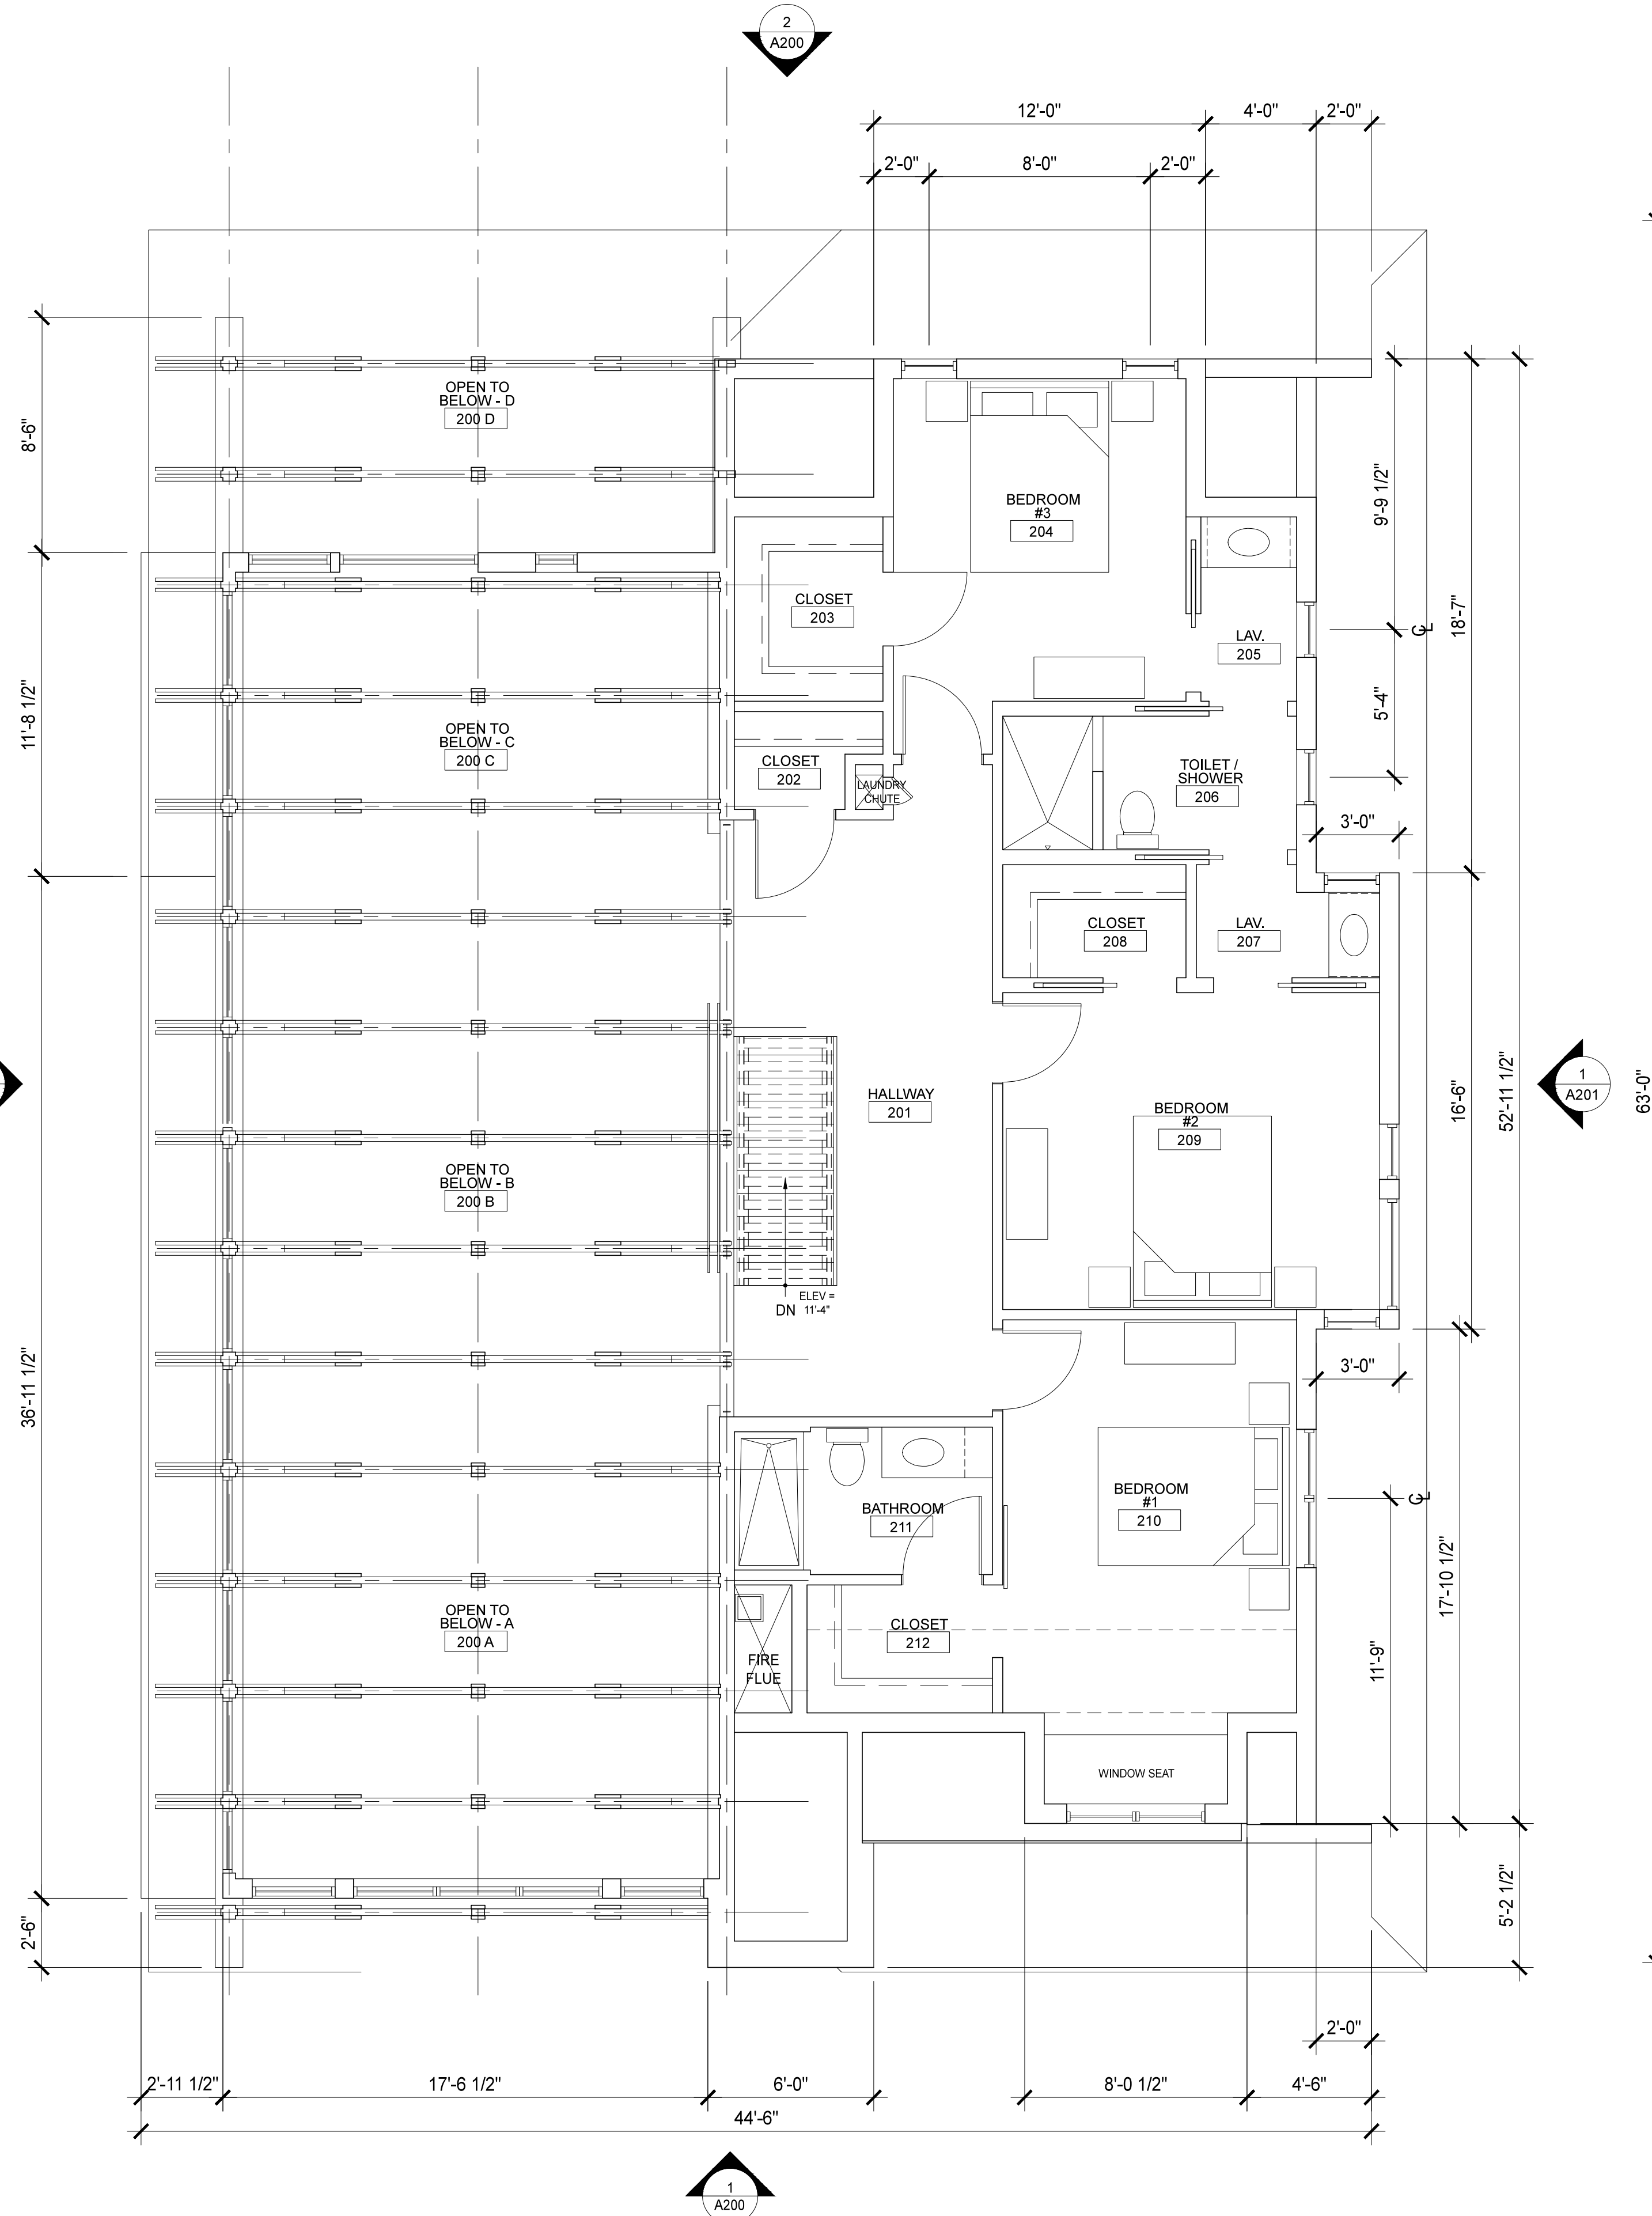 2
A200
12'-0"
4'-0"
2'-0"
2'-0"
8'-0"
2'-0"
8'-6"
11'-8 1/2"
36'-11 1/2"
2'-6"
OPEN TO
BELOW - D
200 D
OPEN TO
BELOW - C
200 C
OPEN TO
BELOW - B
200 B
OPEN TO
BELOW - A
200 A
BEDROOM
#3
204
CLOSET
203
LAV.
205
CLOSET
202
LAUNDRY
CHUTE
TOILET /
SHOWER
206
CLOSET
208
LAV.
207
HALLWAY
201
BEDROOM
#2
209
ELEV =
DN 11'-4"
BATHROOM
211
BEDROOM
#1
210
CLOSET
212
FIRE
FLUE
WINDOW SEAT
9'-9 1/2"
CL
5'-4"
18'-7"
3'-0"
16'-6"
52'-11 1/2"
1
A201
63'-0"
3'-0"
CL
17'-10 1/2"
11'-9"
5'-2 1/2"
2'-0"
2'-11 1/2"
17'-6 1/2"
6'-0"
8'-0 1/2"
4'-6"
44'-6"
1
A200